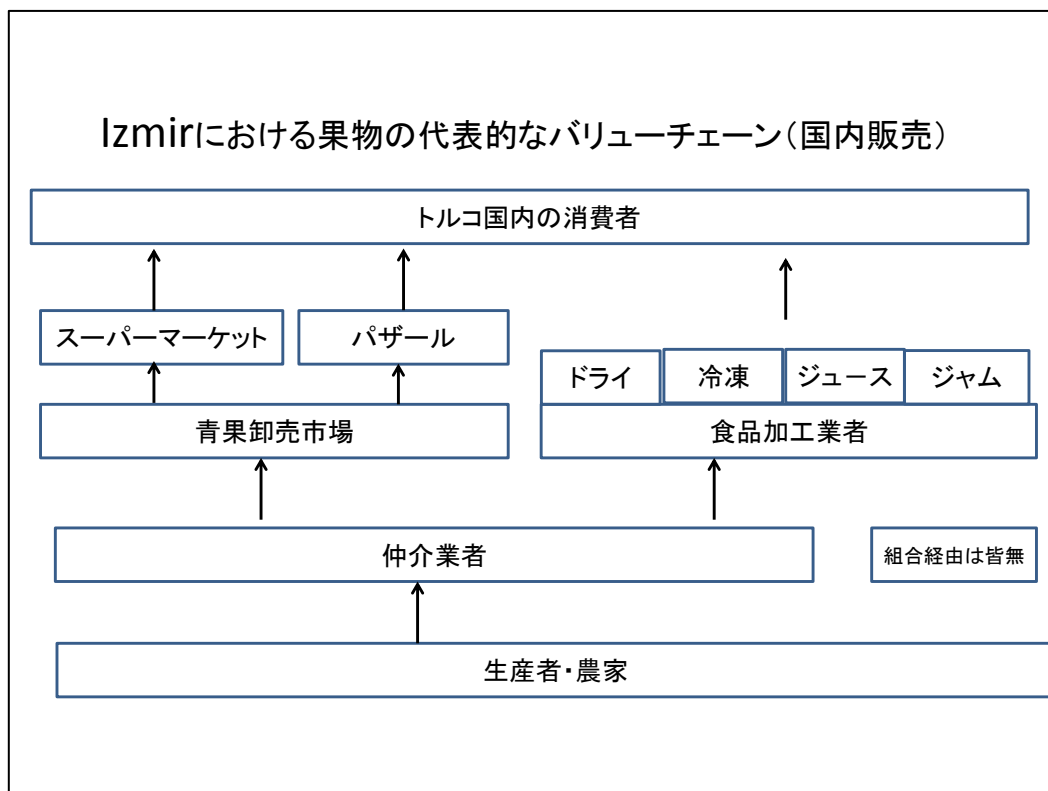 Izmirにおける果物の代表的なバリューチェーン(国内販売)
トルコ国内の消費者
スーパーマーケット
パザール
ドライ
冷凍
ジュース
ジャム
青果卸売市場
食品加工業者
仲介業者
組合経由は皆無
生産者・農家